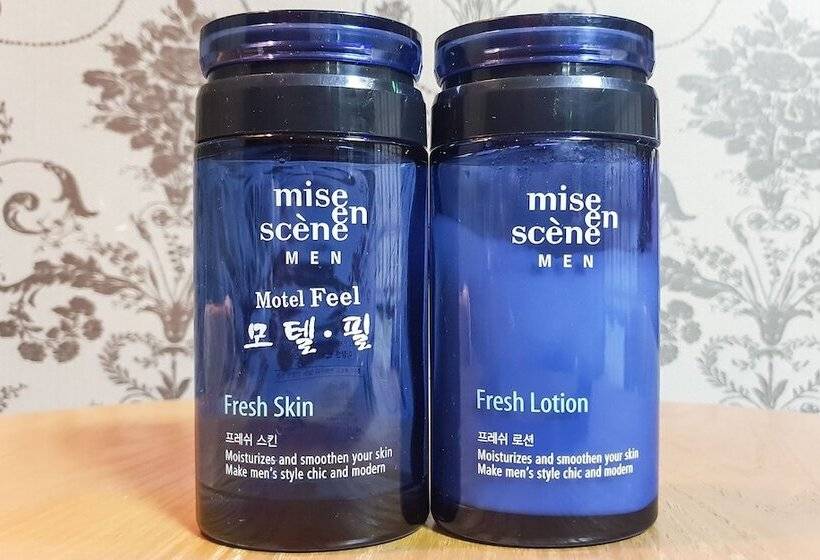 mise
en
scène
MEN
Motel Feel
모텔·필
Fresh Skin
프레쉬 스킨
Moisturizes and smoothen your skin
Make men's style chic and modern
mise
en
scène
MEN
Fresh Lotion
프레쉬 로션
Moisturizes and smoothen your skin
Make men's style chic and modern